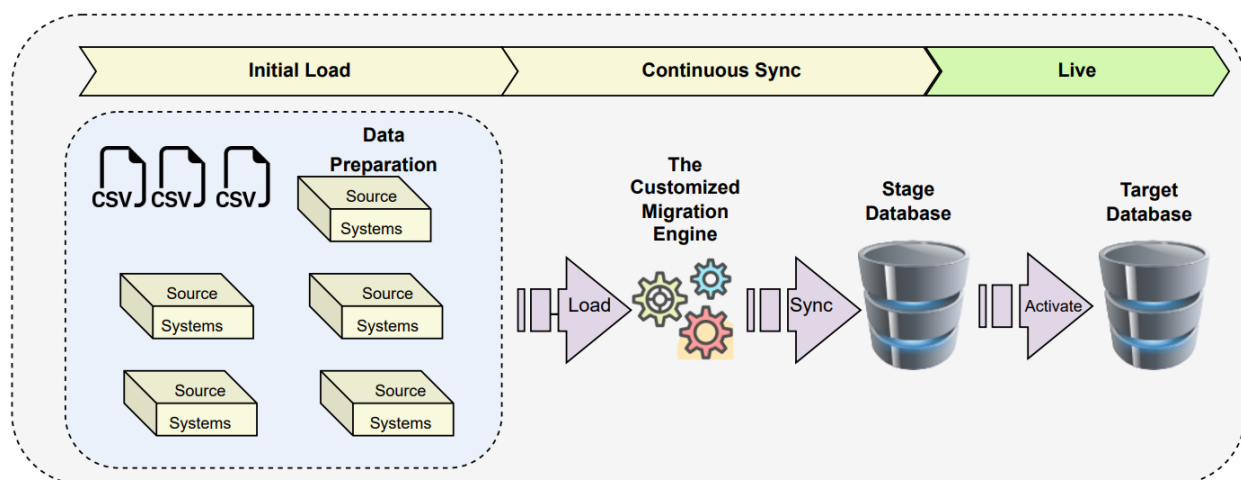 Initial Load
Continuous Sync
Live
Data
Preparation
CSV
CSV
CSV
Source
Systems
Source
Systems
Source
Systems
Source
Systems
Source
Systems
Load
The
Customized
Migration
Engine
Sync
Stage
Database
Activate
Target
Database